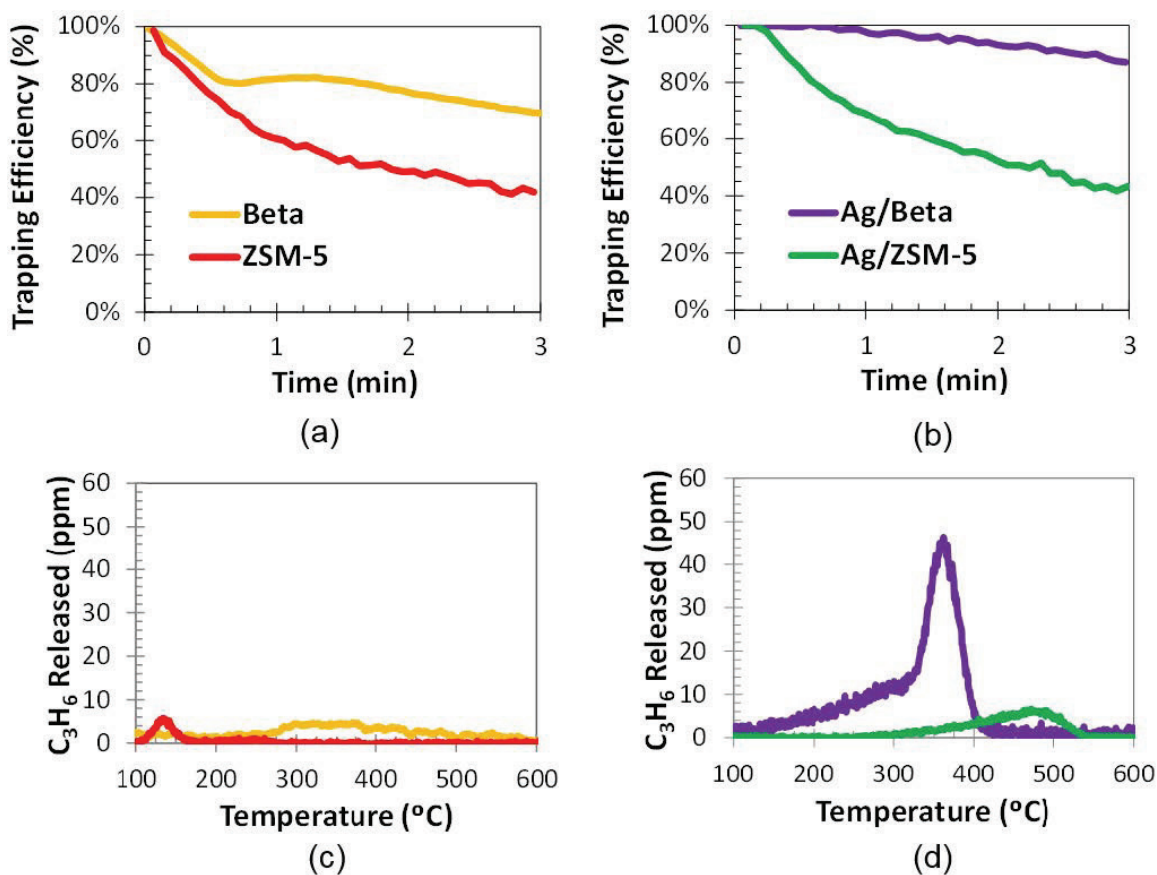 Trapping Efficiency (%)
100%
80%
60%
40%
20%
0%
Beta
ZSM-5
0 1 2 3
Time (min)
(a)
Trapping Efficiency (%)
100%
80%
60%
40%
20%
0%
Ag/Beta
Ag/ZSM-5
0 1 2 3
Time (min)
(b)
C₃H₆ Released (ppm)
60
50
40
30
20
10
0
100 200 300 400 500 600
Temperature (ºC)
(c)
C₃H₆ Released (ppm)
60
50
40
30
20
10
0
100 200 300 400 500 600
Temperature (ºC)
(d)